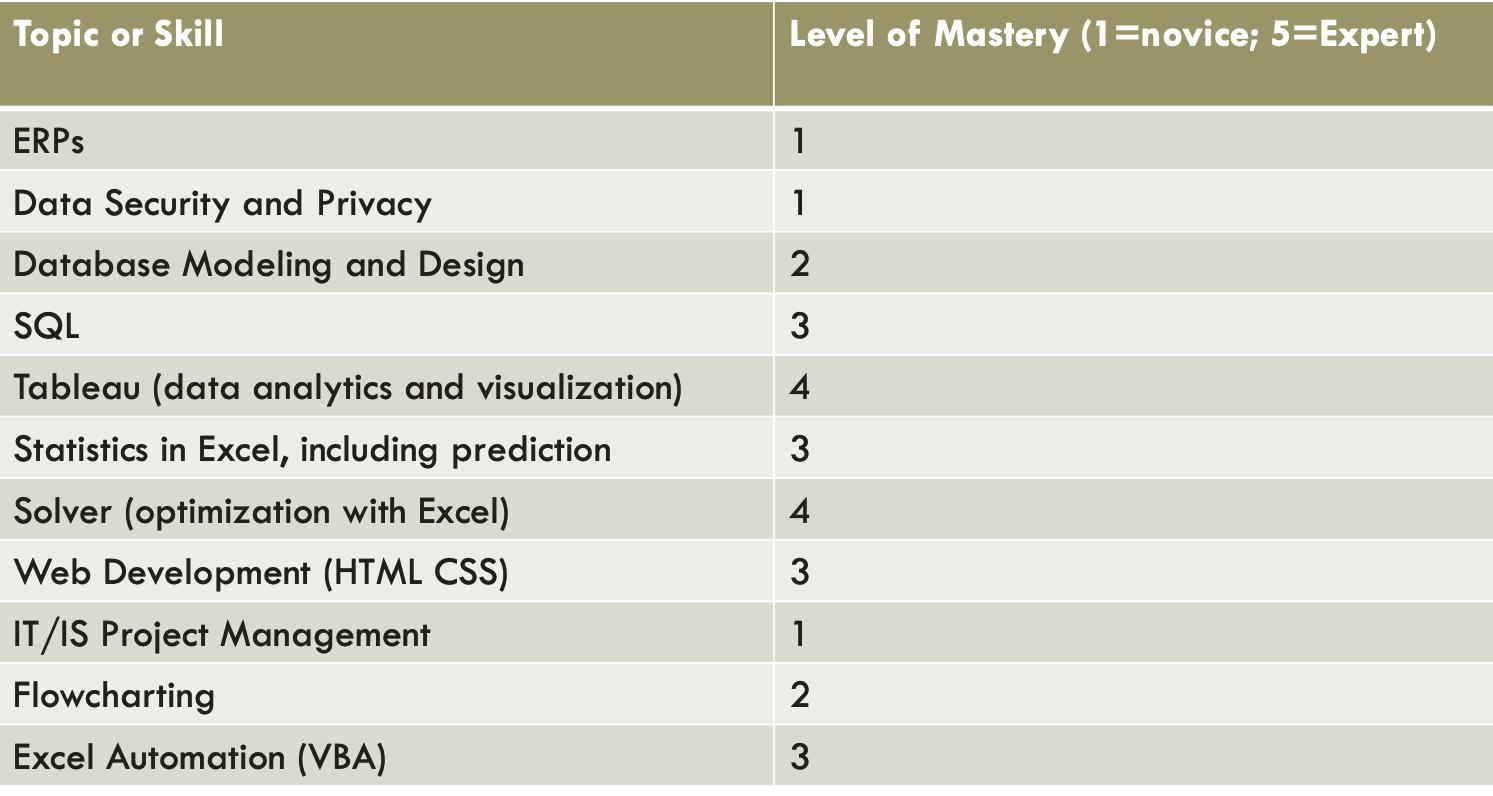 Topic or Skill Level of Mastery (1=novice; 5=Expert)
ERPs 1
Data Security and Privacy 1
Database Modeling and Design 2
SQL 3
Tableau (data analytics and visualization) 4
Statistics in Excel, including prediction 3
Solver (optimization with Excel) 4
Web Development (HTML CSS) 3
IT/IS Project Management 1
Flowcharting 2
Excel Automation (VBA) 3